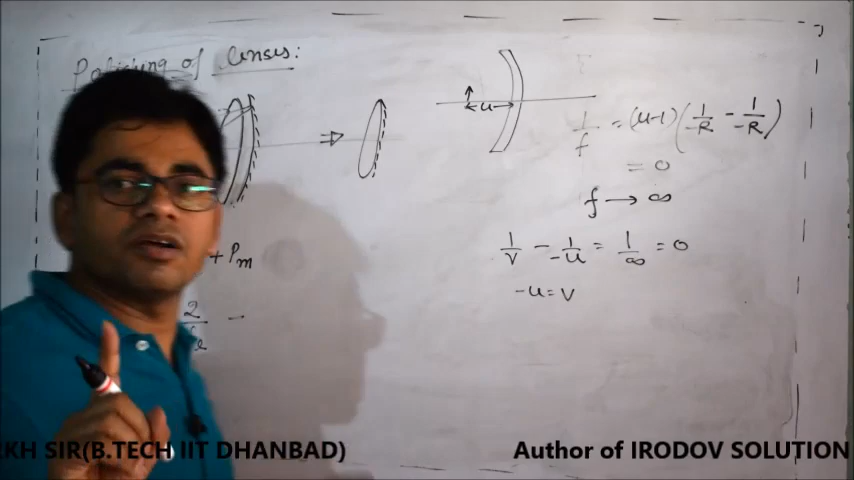 Polishing of lenses:
+ Pm
2
-
u
1/f = (μ-1)(1/-R - 1/-R)
= 0
f → ∞
1/v - 1/-u = 1/∞ = 0
-u = v
KH SIR(B.TECH IIT DHANBAD)
Author of IRODOV SOLUTION